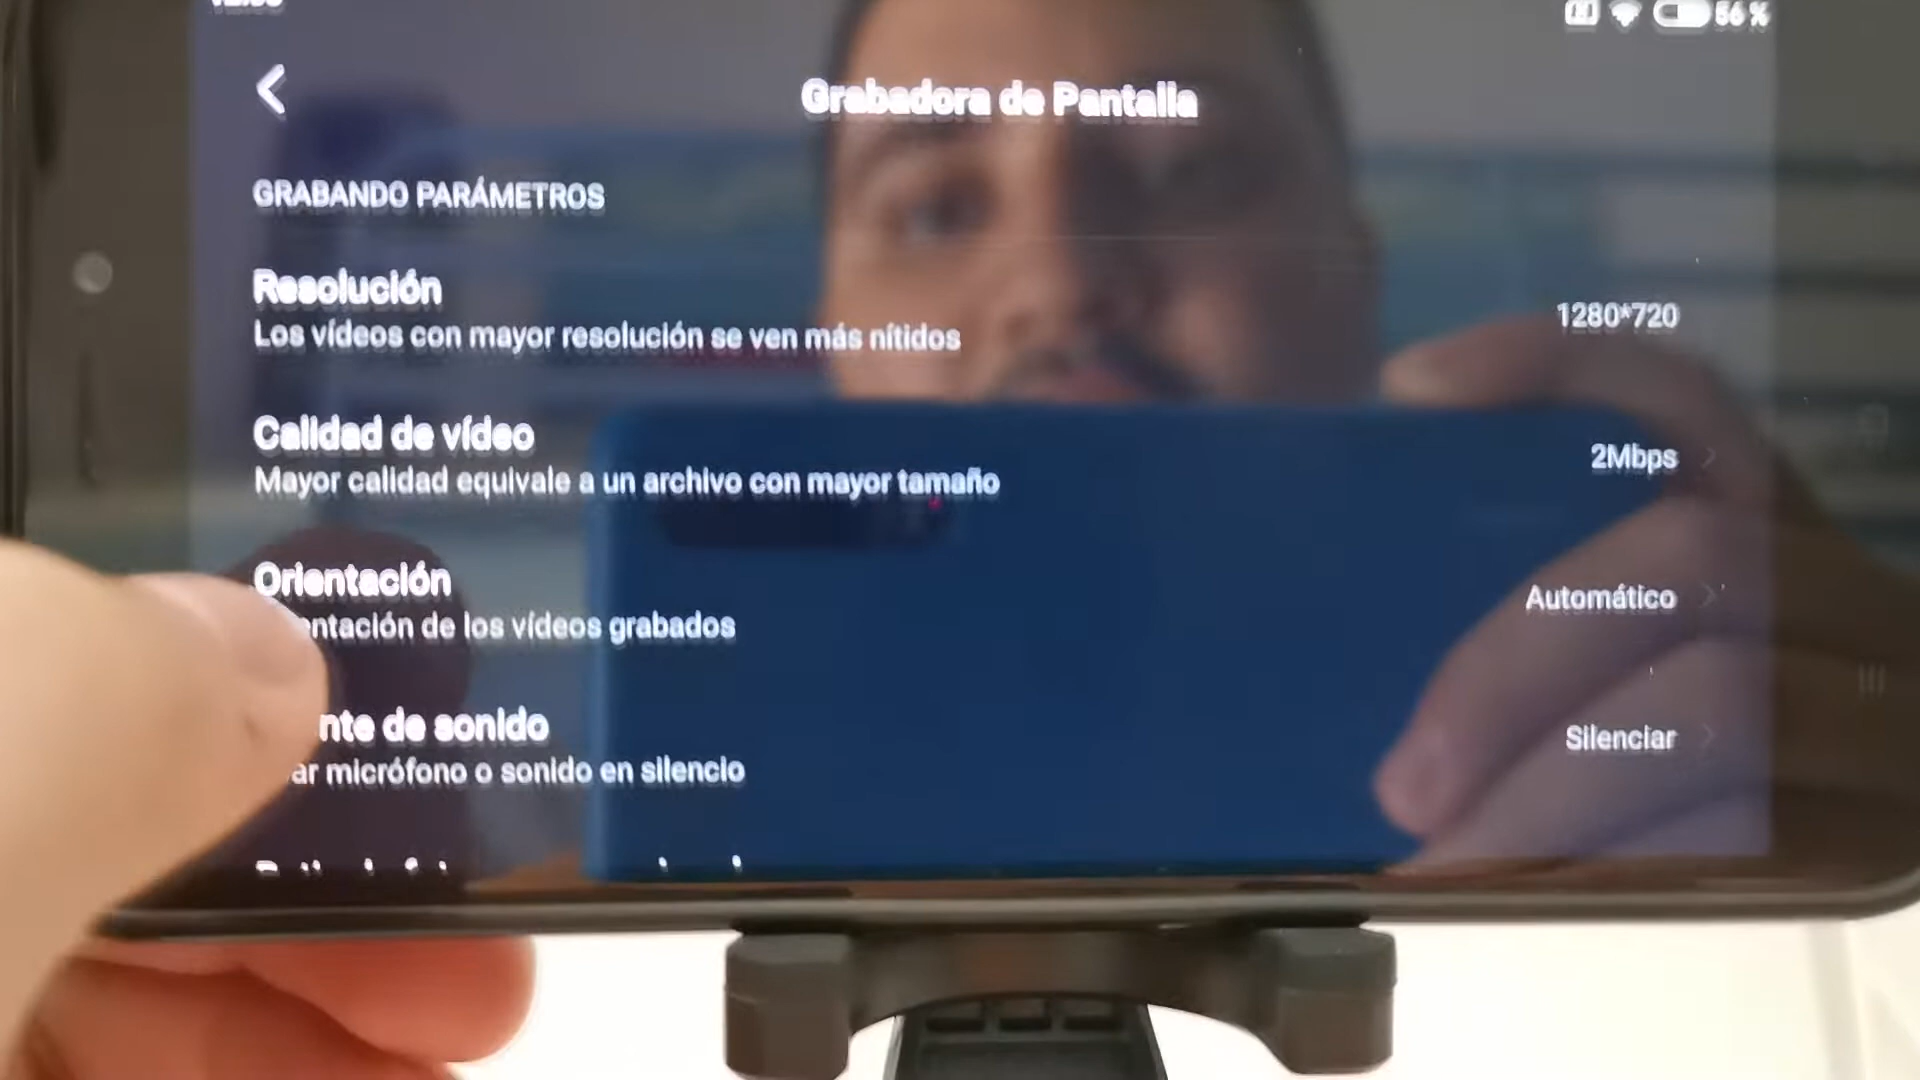 56 %
Grabadora de Pantalla
GRABANDO PARÁMETROS
Resolución
Los vídeos con mayor resolución se ven más nítidos
1280*720
Calidad de vídeo
Mayor calidad equivale a un archivo con mayor tamaño
2Mbps
Orientación
entación de los vídeos grabados
Automático
nte de sonido
ar micrófono o sonido en silencio
Silenciar